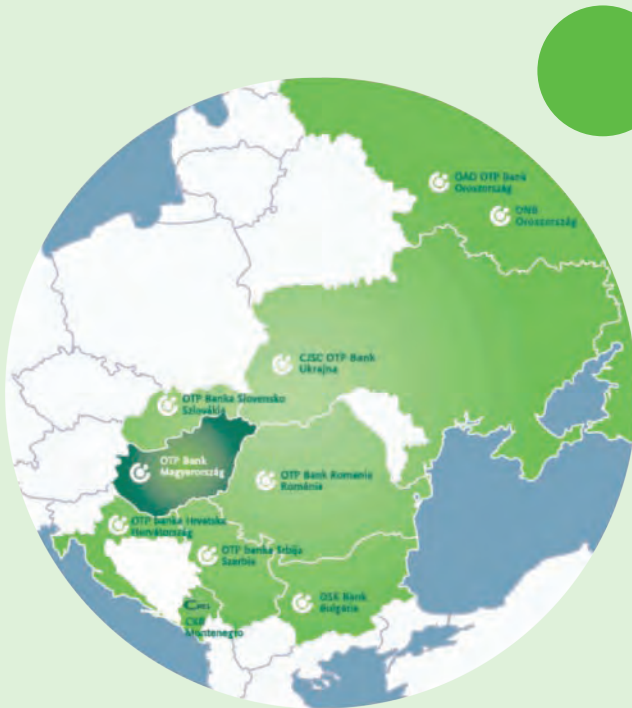 OAO OTP Bank
Oroszország
DNB
Oroszország
CJSC OTP Bank
Ukrajna
OTP Banka Slovensko
Szlovákia
OTP Bank
Magyarország
OTP Bank Romania
Románia
OTP banka Hrvatska
Horvátország
OTP banka Srbija
Szerbia
DSK Bank
Bulgária
CKB
Montenegro